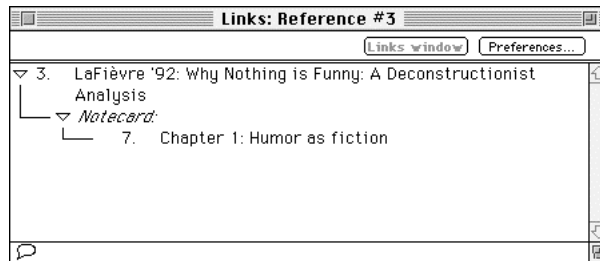 Links: Reference #3
Links window Preferences...
3. LaFièvre '92: Why Nothing is Funny: A Deconstructionist
Analysis
Notecard:
7. Chapter 1: Humor as fiction